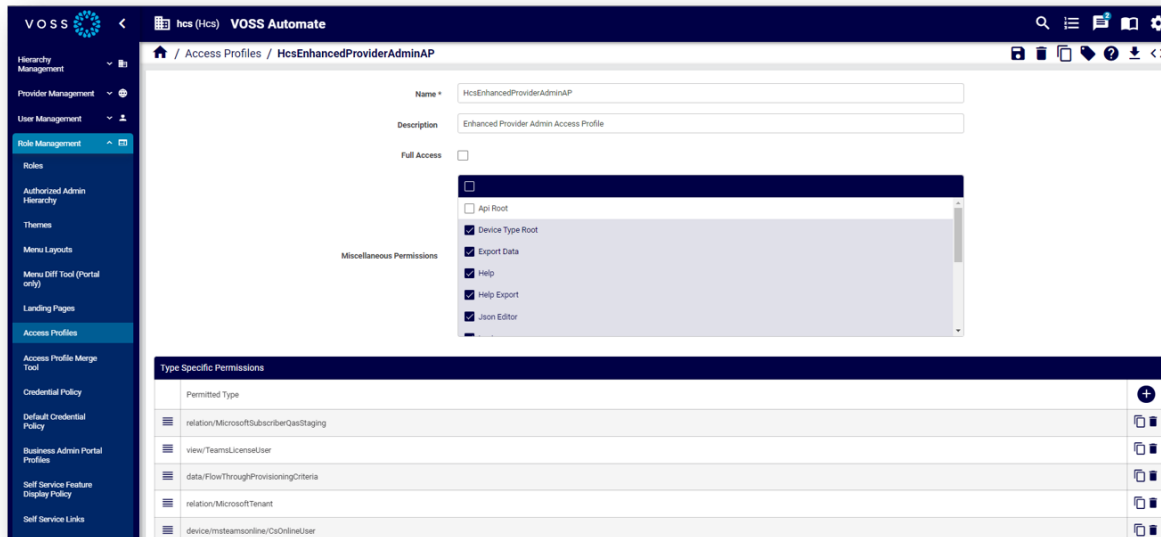 VOSS
hcs (Hcs) VOSS Automate
2
/ Access Profiles / HcsEnhancedProviderAdminAP
Hierarchy
Management
Provider Management
User Management
Role Management
Roles
Authorized Admin
Hierarchy
Themes
Menu Layouts
Menu Diff Tool (Portal
only)
Landing Pages
Access Profiles
Access Profile Merge
Tool
Credential Policy
Default Credential
Policy
Business Admin Portal
Profiles
Self Service Feature
Display Policy
Self Service Links
Name * HcsEnhancedProviderAdminAP
Description Enhanced Provider Admin Access Profile
Full Access
Miscellaneous Permissions
Api Root
Device Type Root
Export Data
Help
Help Export
Json Editor
Type Specific Permissions
Permitted Type
relation/MicrosoftSubscriberQasStaging
view/TeamsLicenseUser
data/FlowThroughProvisioningCriteria
relation/MicrosoftTenant
device/msteamsonline/CsOnlineUser